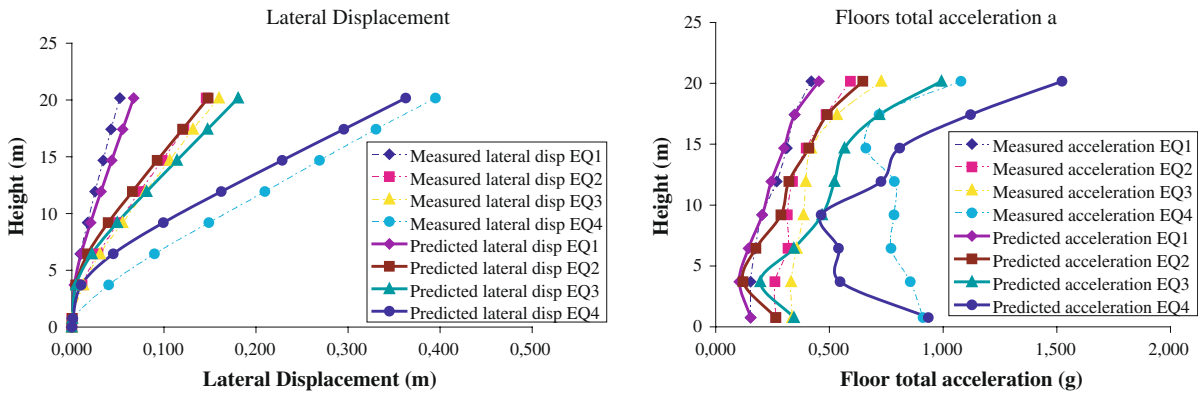 Lateral Displacement
25
20
15
10
5
0
Height (m)
0,000
0,100
0,200
0,300
0,400
0,500
Lateral Displacement (m)
Measured lateral disp EQ1
Measured lateral disp EQ2
Measured lateral disp EQ3
Measured lateral disp EQ4
Predicted lateral disp EQ1
Predicted lateral disp EQ2
Predicted lateral disp EQ3
Predicted lateral disp EQ4
Floors total acceleration a
25
20
15
10
5
0
Height (m)
0,000
0,500
1,000
1,500
2,000
Floor total acceleration (g)
Measured acceleration EQ1
Measured acceleration EQ2
Measured acceleration EQ3
Measured acceleration EQ4
Predicted acceleration EQ1
Predicted acceleration EQ2
Predicted acceleration EQ3
Predicted acceleration EQ4